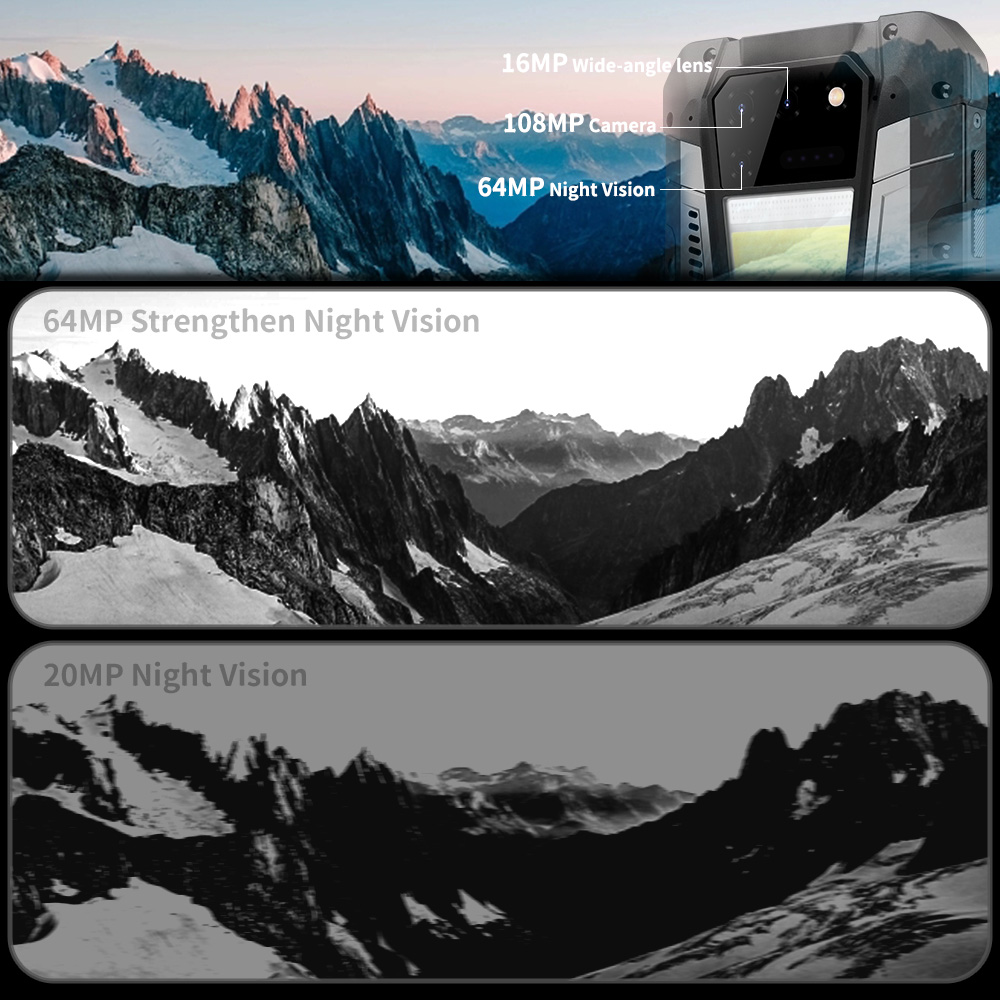 16MP Wide-angle lens
108MP Camera
64MP Night Vision
64MP Strengthen Night Vision
20MP Night Vision